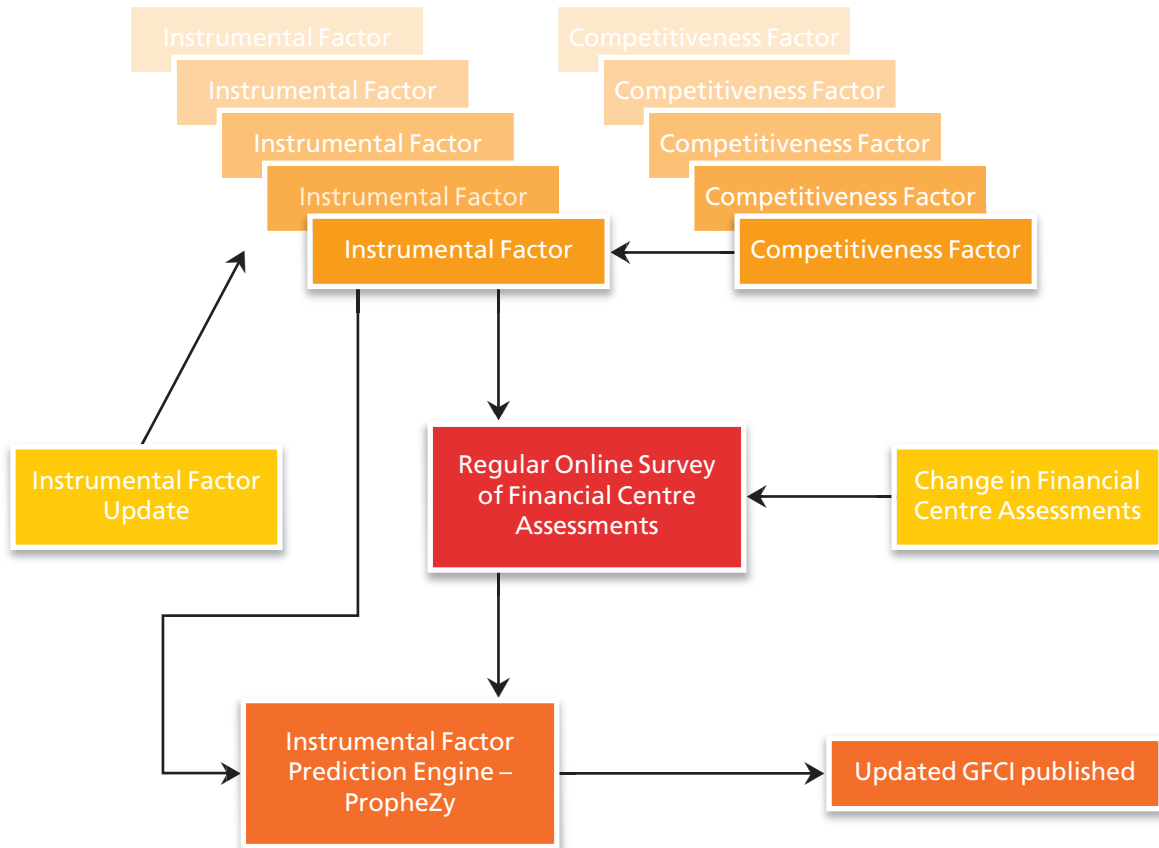 Instrumental Factor
Competitiveness Factor
Instrumental Factor
Competitiveness Factor
Instrumental Factor
Competitiveness Factor
Instrumental Factor
Competitiveness Factor
Instrumental Factor
Competitiveness Factor
Instrumental Factor
Update
Regular Online Survey
of Financial Centre
Assessments
Change in Financial
Centre Assessments
Instrumental Factor
Prediction Engine –
PropheZy
Updated GFCI published